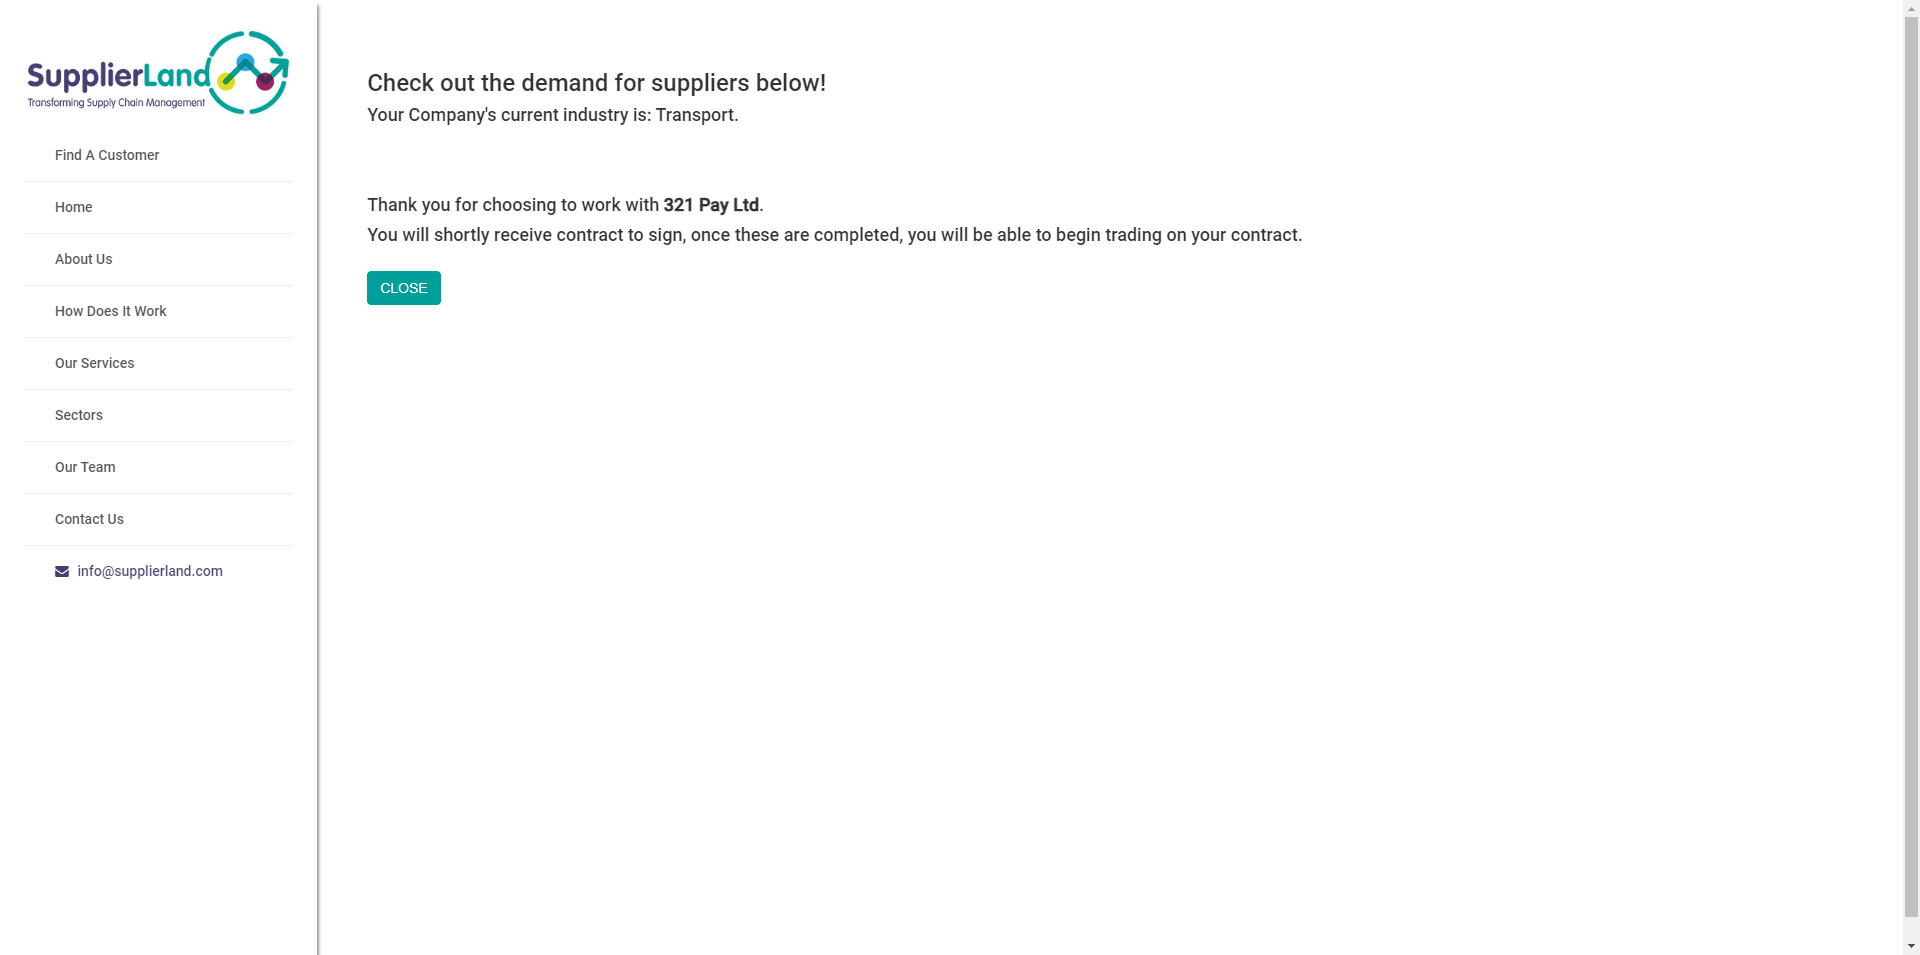 SupplierLand
Transforming Supply Chain Management
Find A Customer
Home
About Us
How Does It Work
Our Services
Sectors
Our Team
Contact Us
info@supplierland.com
Check out the demand for suppliers below!
Your Company's current industry is: Transport.
Thank you for choosing to work with 321 Pay Ltd.
You will shortly receive contract to sign, once these are completed, you will be able to begin trading on your contract.
CLOSE